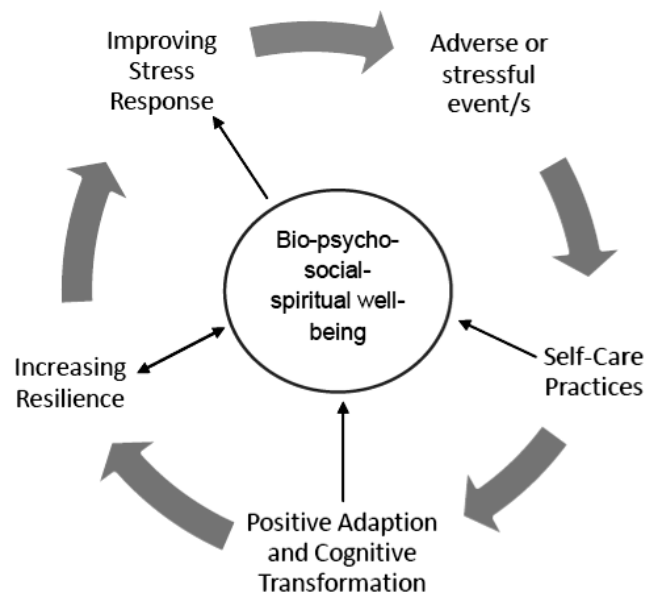 Improving
Stress
Response
Adverse or
stressful
event/s
Bio-psycho-
social-
spiritual well-
being
Self-Care
Practices
Increasing
Resilience
Positive Adaption
and Cognitive
Transformation